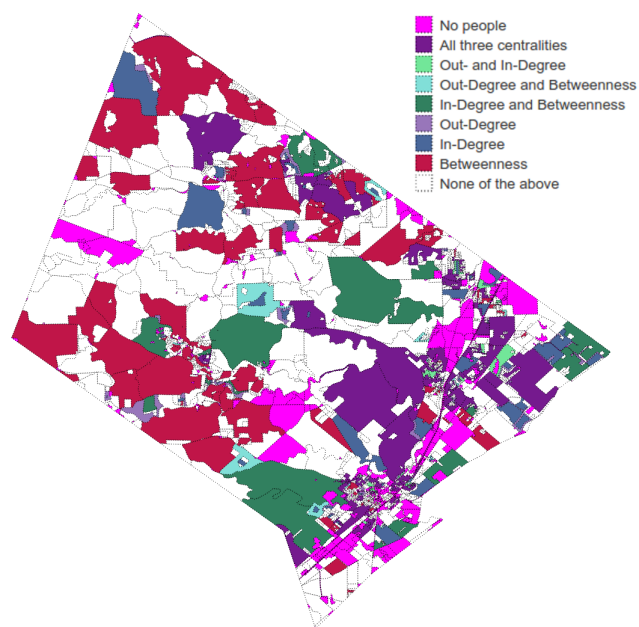 No people
All three centralities
Out- and In-Degree
Out-Degree and Betweenness
In-Degree and Betweenness
Out-Degree
In-Degree
Betweenness
None of the above